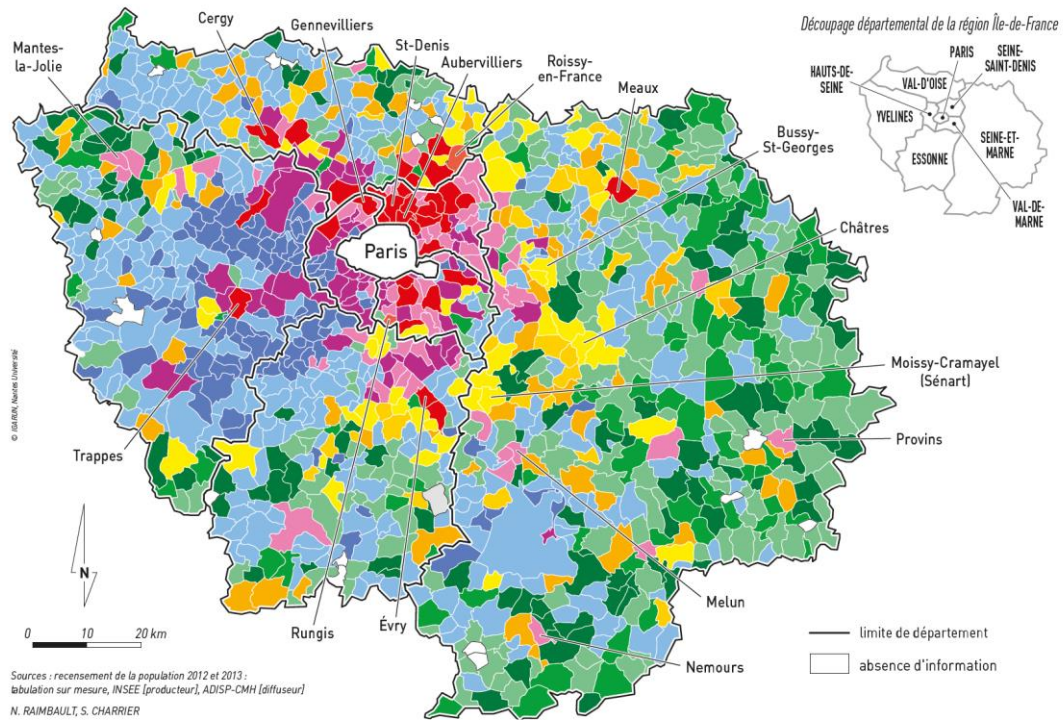 Cergy
Gennevilliers
St-Denis
Aubervilliers
Roissy-
en-France
Mantes-
la-Jolie
Meaux
Bussy-
St-Georges
Châtres
Moissy-Cramayel
(Sénart)
Provins
Paris
Trappes
Rungis
Évry
Melun
Nemours
Découpage départemental de la région Île-de-France
PARIS
SEINE-
SAINT-DENIS
HAUTS-DE-
SEINE
VAL-D'OISE
YVELINES
ESSONNE
SEINE-ET-
MARNE
VAL-DE-
MARNE
© IGARUN, Nantes Université
N
0 10 20 km
Sources : recensement de la population 2012 et 2013 :
tabulation sur mesure, INSEE [producteur], ADISP-CMH [diffuseur]
N. RAIMBAULT, S. CHARRIER
limite de département
absence d'information